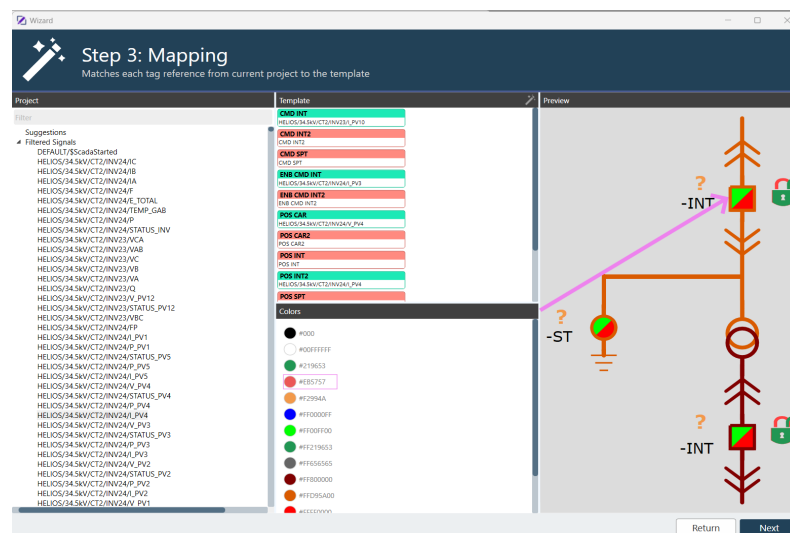 Wizard
Step 3: Mapping
Matches each tag reference from current project to the template
Project
Filter
Suggestions
Filtered Signals
DEFAULT/$ScadaStarted
HELIOS/34.5kV/CT2/INV24/IC
HELIOS/34.5kV/CT2/INV24/IB
HELIOS/34.5kV/CT2/INV24/IA
HELIOS/34.5kV/CT2/INV24/F
HELIOS/34.5kV/CT2/INV24/E_TOTAL
HELIOS/34.5kV/CT2/INV24/TEMP_GAB
HELIOS/34.5kV/CT2/INV24/P
HELIOS/34.5kV/CT2/INV24/STATUS_INV
HELIOS/34.5kV/CT2/INV23/VCA
HELIOS/34.5kV/CT2/INV23/VAB
HELIOS/34.5kV/CT2/INV23/VC
HELIOS/34.5kV/CT2/INV23/VB
HELIOS/34.5kV/CT2/INV23/VA
HELIOS/34.5kV/CT2/INV23/Q
HELIOS/34.5kV/CT2/INV23/V_PV12
HELIOS/34.5kV/CT2/INV23/STATUS_PV12
HELIOS/34.5kV/CT2/INV23/VBC
HELIOS/34.5kV/CT2/INV24/FP
HELIOS/34.5kV/CT2/INV24/I_PV1
HELIOS/34.5kV/CT2/INV24/P_PV1
HELIOS/34.5kV/CT2/INV24/STATUS_PV5
HELIOS/34.5kV/CT2/INV24/P_PV5
HELIOS/34.5kV/CT2/INV24/I_PV5
HELIOS/34.5kV/CT2/INV24/V_PV4
HELIOS/34.5kV/CT2/INV24/STATUS_PV4
HELIOS/34.5kV/CT2/INV24/P_PV4
HELIOS/34.5kV/CT2/INV24/I_PV4
HELIOS/34.5kV/CT2/INV24/V_PV3
HELIOS/34.5kV/CT2/INV24/STATUS_PV3
HELIOS/34.5kV/CT2/INV24/P_PV3
HELIOS/34.5kV/CT2/INV24/I_PV3
HELIOS/34.5kV/CT2/INV24/V_PV2
HELIOS/34.5kV/CT2/INV24/STATUS_PV2
HELIOS/34.5kV/CT2/INV24/P_PV2
HELIOS/34.5kV/CT2/INV24/I_PV2
HELIOS/34.5kV/CT2/INV24/V_PV1
Template
CMD INT
HELIOS/34.5kV/CT2/INV23/I_PV10
CMD INT2
CMD INT2
CMD SPT
CMD SPT
ENB CMD INT
HELIOS/34.5kV/CT2/INV24/I_PV3
ENB CMD INT2
ENB CMD INT2
POS CAR
HELIOS/34.5kV/CT2/INV24/V_PV4
POS CAR2
POS CAR2
POS INT
POS INT
POS INT2
HELIOS/34.5kV/CT2/INV24/I_PV4
POS SPT
Colors
#000
#00FFFFFF
#219653
#EB5757
#F2994A
#FF0000FF
#FF00FF00
#FF219653
#FF656565
#FF800000
#FFD95A00
#FFFF0000
Preview
?
-INT
?
-ST
?
-INT
Return
Next